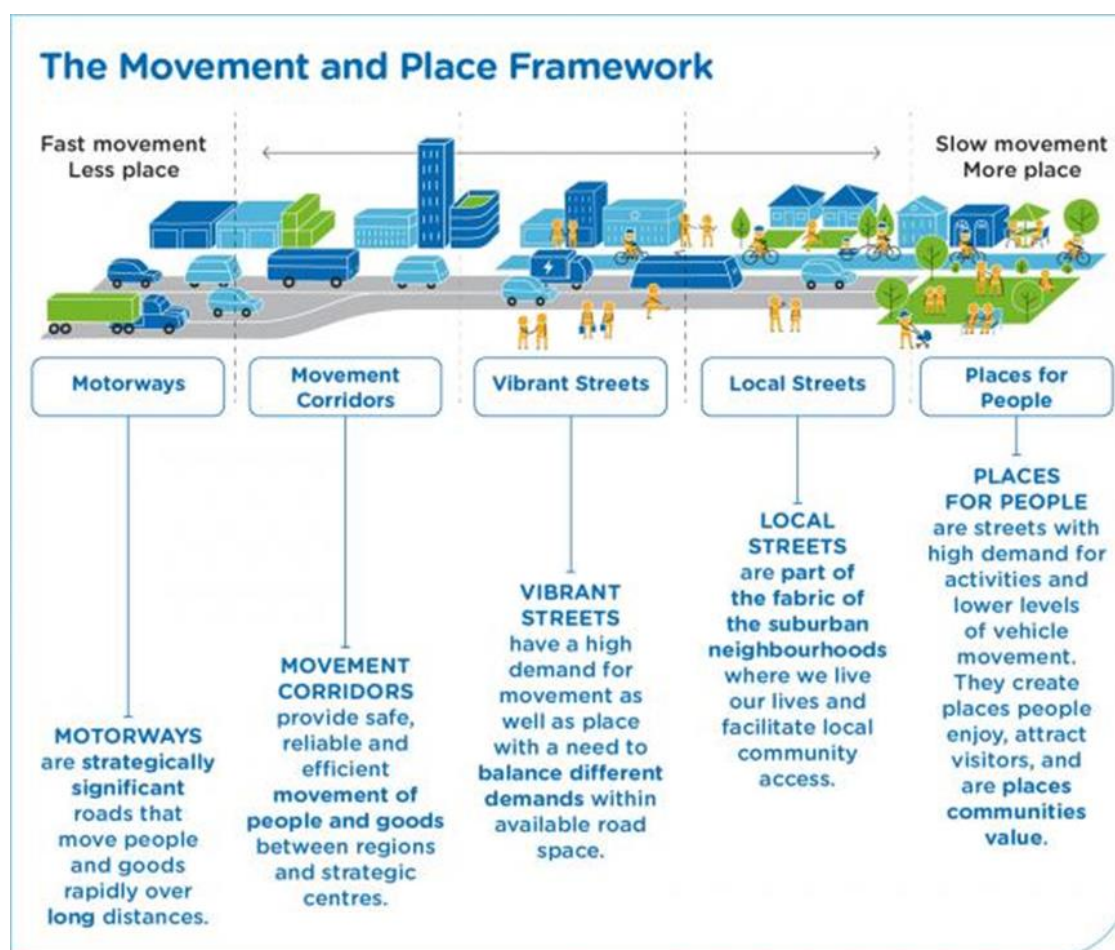 The Movement and Place Framework
Fast movement
Less place
Slow movement
More place
Motorways
Movement
Corridors
Vibrant Streets
Local Streets
Places for
People
MOTORWAYS
are strategically
significant
roads that
move people
and goods
rapidly over
long distances.
MOVEMENT
CORRIDORS
provide safe,
reliable and
efficient
movement of
people and goods
between regions
and strategic
centres.
VIBRANT
STREETS
have a high
demand for
movement as
well as place
with a need to
balance different
demands within
available road
space.
LOCAL
STREETS
are part of
the fabric of
the suburban
neighbourhoods
where we live
our lives and
facilitate local
community
access.
PLACES
FOR PEOPLE
are streets with
high demand for
activities and
lower levels
of vehicle
movement.
They create
places people
enjoy, attract
visitors, and
are places
communities
value.